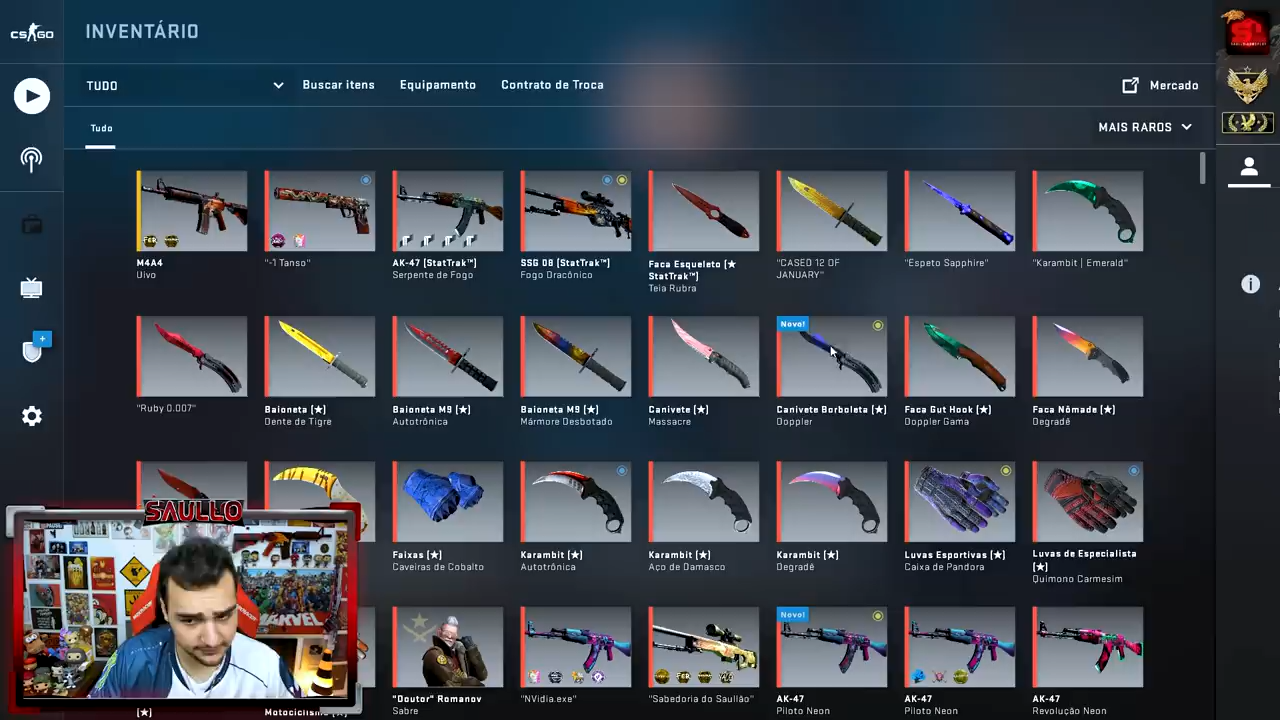 CS:GO
INVENTÁRIO
TUDO
Buscar itens
Equipamento
Contrato de Troca
Mercado
Tudo
MAIS RAROS
M4A4
Uivo
"-1 Tanso"
AK-47 [StatTrak™]
Serpente de Fogo
SSG 08 [StatTrak™]
Fogo Dracônico
Faca Esqueleto [★
StatTrak™]
Teia Rubra
"CASED 12 OF
JANUARY"
"Espeto Sapphire"
"Karambit | Emerald"
"Ruby 0.007"
Baioneta [★]
Dente de Tigre
Baioneta M9 [★]
Autotrônica
Baioneta M9 [★]
Mármore Desbotado
Canivete [★]
Massacre
Novo!
Canivete Borboleta [★]
Doppler
Faca Gut Hook [★]
Doppler Gama
Faca Nômade [★]
Degradê
Faixas [★]
Caveiras de Cobalto
Karambit [★]
Autotrônica
Karambit [★]
Aço de Damasco
Karambit [★]
Degradê
Luvas Esportivas [★]
Caixa de Pandora
Luvas de Especialista
[★]
Quimono Carmesim
SAULLO
MARVEL
[★]
Motociclismo [★]
"Doutor" Romanov
Sabre
"NVidia.exe"
"Sabedoria do Saullão"
Novo!
AK-47
Piloto Neon
AK-47
Piloto Neon
AK-47
Revolução Neon